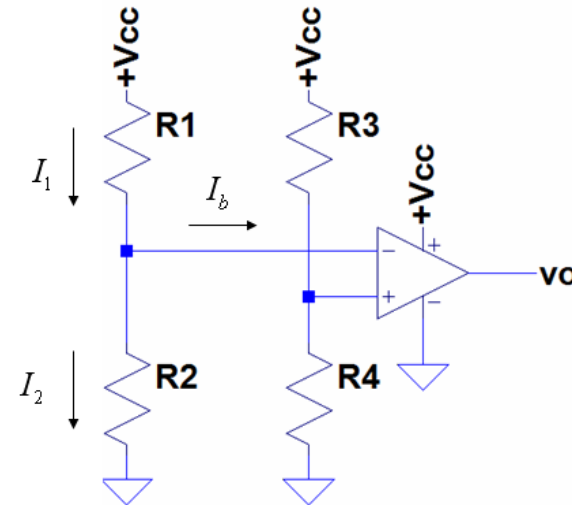 +Vcc
+Vcc
R1
R3
I1
Ib
+Vcc
+
−
vo
+
−
R2
R4
I2